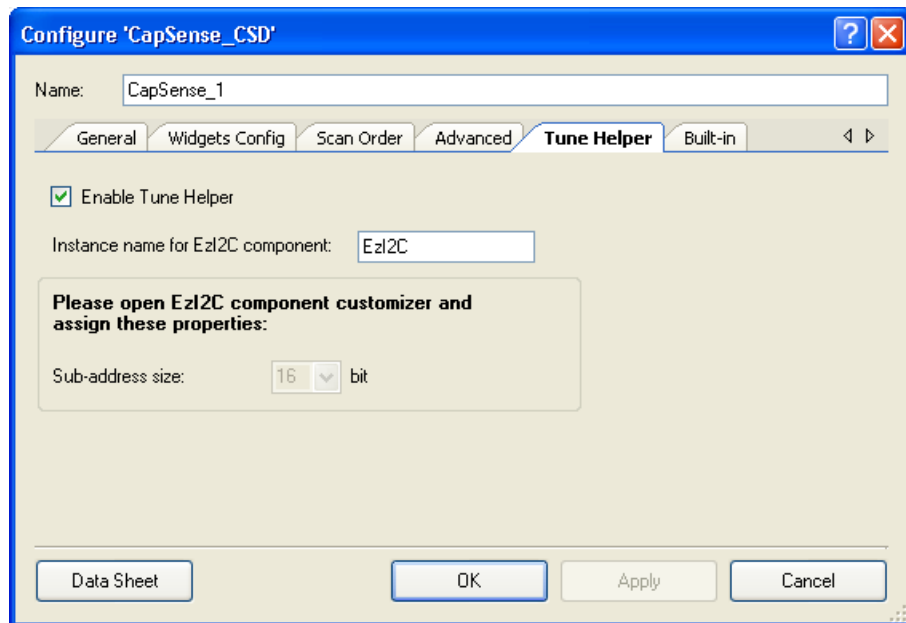 Configure 'CapSense_CSD'
Name: CapSense_1
General Widgets Config Scan Order Advanced Tune Helper Built-in
Enable Tune Helper
Instance name for EzI2C component: EzI2C
Please open EzI2C component customizer and
assign these properties:
Sub-address size: 16 bit
Data Sheet OK Apply Cancel